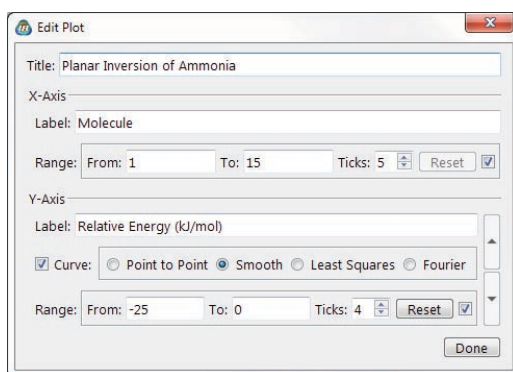 Edit Plot
Title: Planar Inversion of Ammonia
X-Axis
Label: Molecule
Range: From: 1 To: 15 Ticks: 5 Reset
Y-Axis
Label: Relative Energy (kJ/mol)
Curve: Point to Point Smooth Least Squares Fourier
Range: From: -25 To: 0 Ticks: 4 Reset
Done